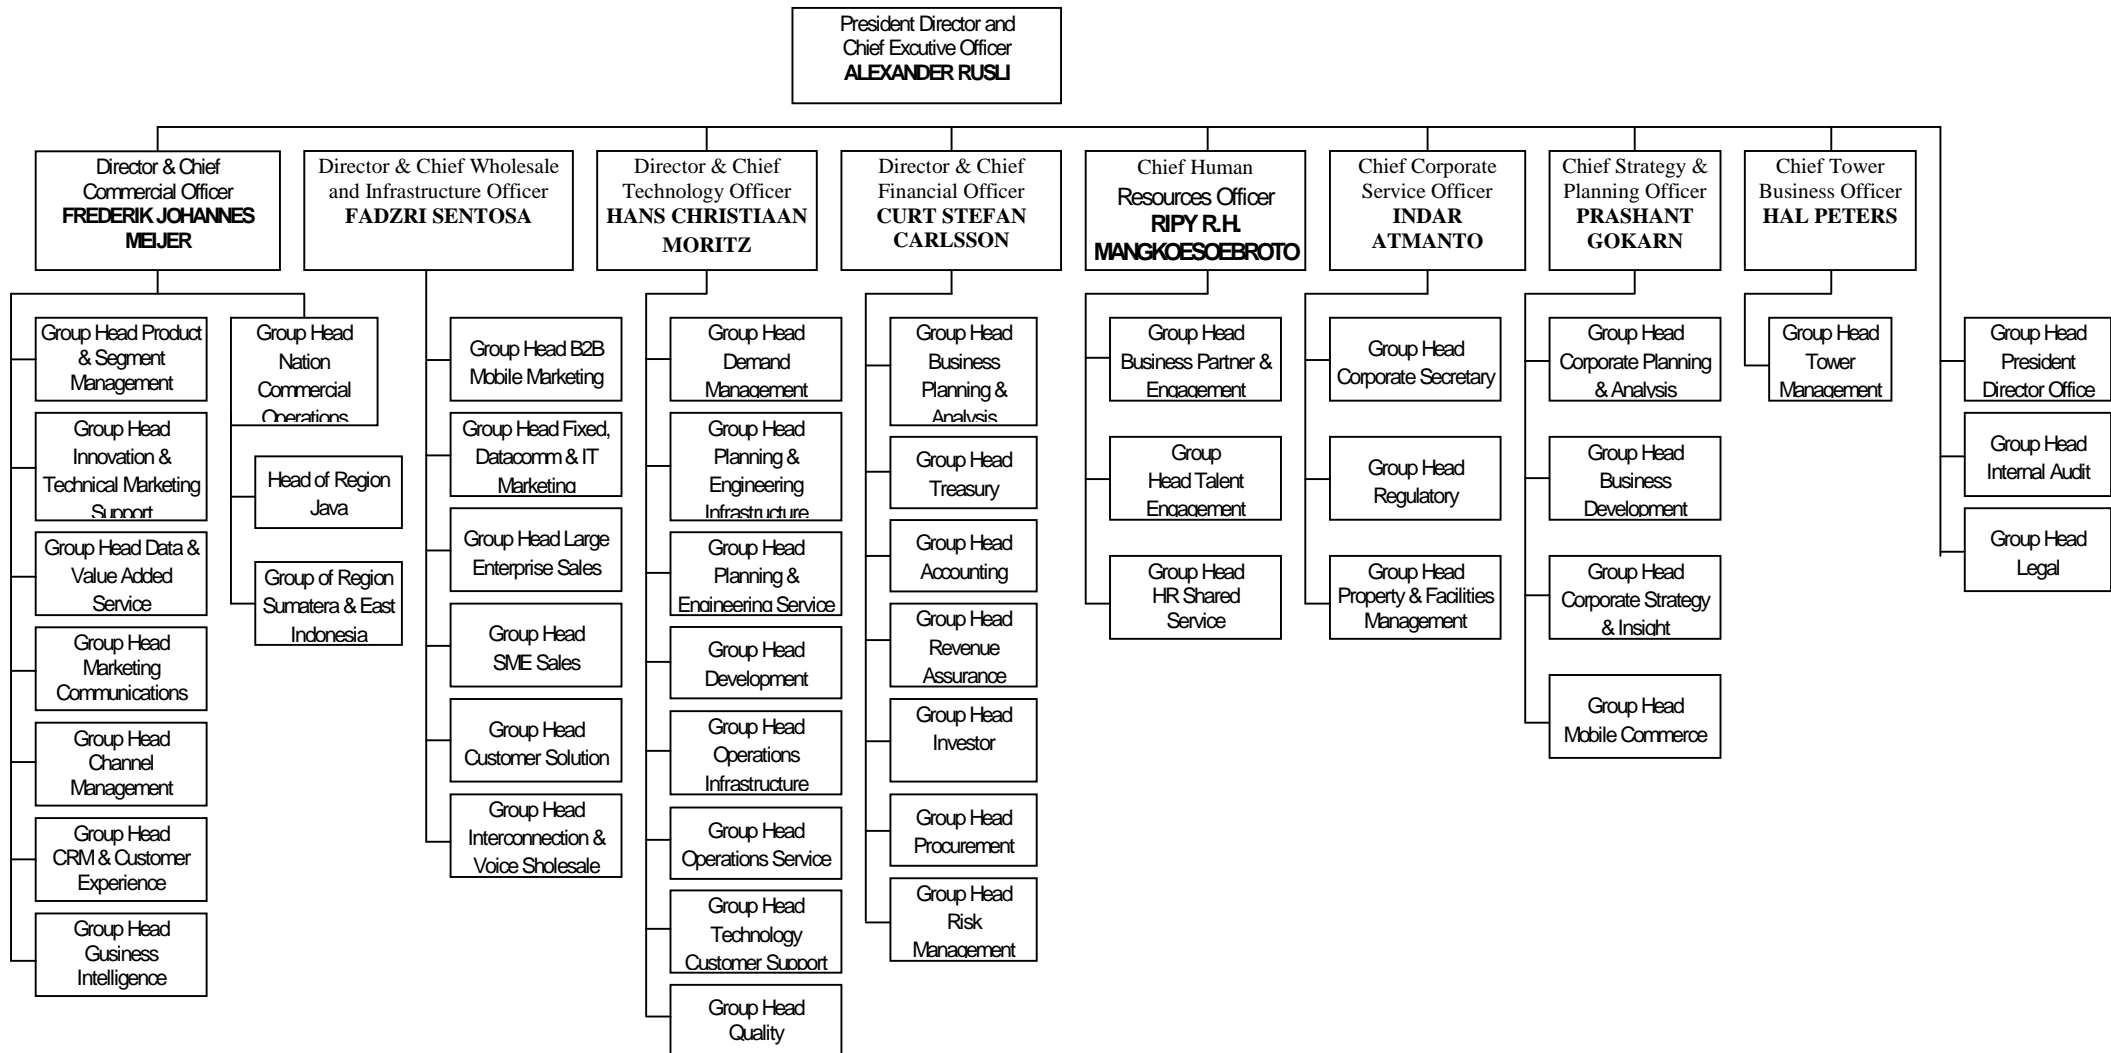 President Director and
Chief Excutive Officer
ALEXANDER RUSLI
Director & Chief
Commercial Officer
FREDERIK JOHANNES
MEIJER
Director & Chief Wholesale
and Infrastructure Officer
FADZRI SENTOSA
Director & Chief
Technology Officer
HANS CHRISTIAAN
MORITZ
Director & Chief
Financial Officer
CURT STEFAN
CARLSSON
Chief Human
Resources Officer
RIPY R.H.
MANGKOESOEBROTO
Chief Corporate
Service Officer
INDAR
ATMANTO
Chief Strategy &
Planning Officer
PRASHANT
GOKARN
Chief Tower
Business Officer
HAL PETERS
Group Head Product
& Segment
Management
Group Head
Innovation &
Technical Marketing
Support
Group Head Data &
Value Added
Service
Group Head
Marketing
Communications
Group Head
Channel
Management
Group Head
CRM & Customer
Experience
Group Head
Gusiness
Intelligence
Group Head
Nation
Commercial
Operations
Head of Region
Java
Group of Region
Sumatera & East
Indonesia
Group Head B2B
Mobile Marketing
Group Head Fixed,
Datacomm & IT
Marketing
Group Head Large
Enterprise Sales
Group Head
SME Sales
Group Head
Customer Solution
Group Head
Interconnection &
Voice Sholesale
Group Head
Demand
Management
Group Head
Planning &
Engineering
Infrastructure
Group Head
Planning &
Engineering Service
Group Head
Development
Group Head
Operations
Infrastructure
Group Head
Operations Service
Group Head
Technology
Customer Support
Group Head
Quality
Group Head
Business
Planning &
Analysis
Group Head
Treasury
Group Head
Accounting
Group Head
Revenue
Assurance
Group Head
Investor
Group Head
Procurement
Group Head
Risk
Management
Group Head
Business Partner &
Engagement
Group
Head Talent
Engagement
Group Head
HR Shared
Service
Group Head
Corporate Secretary
Group Head
Regulatory
Group Head
Property & Facilities
Management
Group Head
Corporate Planning
& Analysis
Group Head
Business
Development
Group Head
Corporate Strategy
& Insight
Group Head
Mobile Commerce
Group Head
Tower
Management
Group Head
President
Director Office
Group Head
Internal Audit
Group Head
Legal